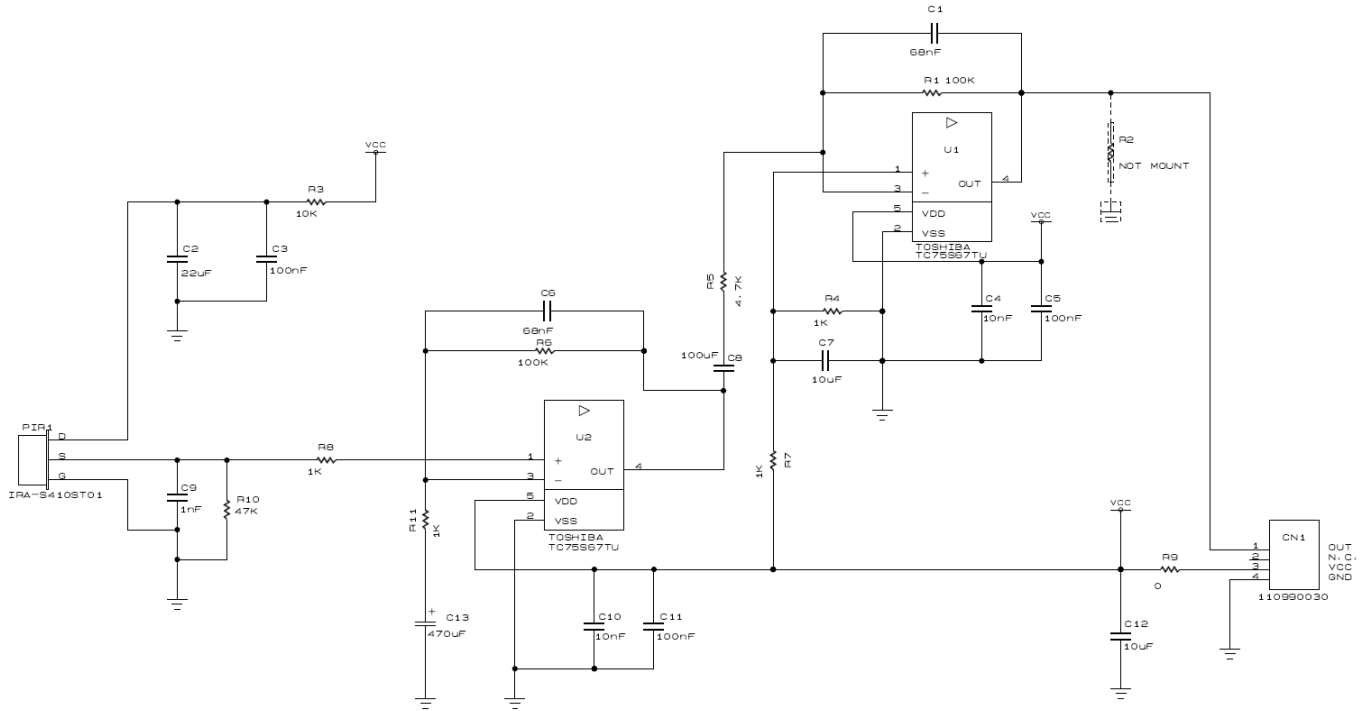 C1
68nF
R1 100K
U1
1
+
OUT
4
3
-
5
VDD
2
VSS
TOSHIBA
TC75S67TU
R2
NOT MOUNT
VCC
R3
10K
C2
22uF
C3
100nF
VCC
C4
10nF
C5
100nF
R5
4.7K
R4
1K
C7
10uF
C6
68nF
R6
100K
100uF
C8
PIR1
D
S
G
IRA-S410ST01
R8
1K
U2
1
+
OUT
4
3
-
5
VDD
2
VSS
TOSHIBA
TC75S67TU
C9
1nF
R10
47K
R11
1K
R7
1K
+
C13
470uF
C10
10nF
C11
100nF
VCC
R9
0
C12
10uF
CN1
1
2
3
4
OUT
N.C.
VCC
GND
110990030